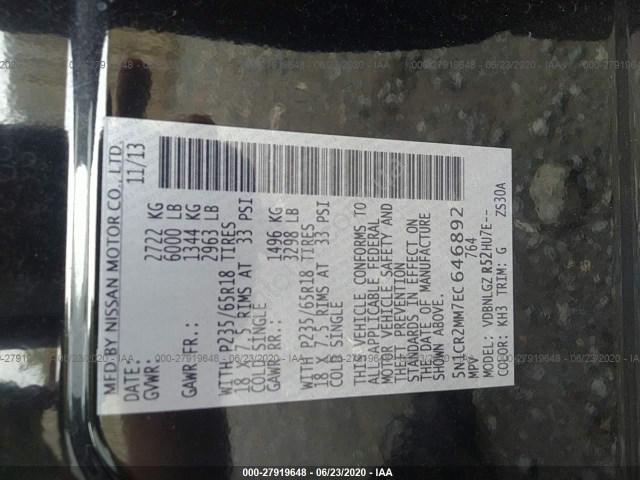 MFD BY NISSAN MOTOR CO., LTD.
DATE: 11/13
GVWR: 2722 KG
6000 LB
GAWR FR.: 1344 KG
2963 LB
WITH: P235/65R18 TIRES
18 X 7.5 RIMS AT 33 PSI
COLD SINGLE
GAWR RR.: 1496 KG
3298 LB
WITH: P235/65R18 TIRES
18 X 7.5 RIMS AT 33 PSI
COLD SINGLE
THIS VEHICLE CONFORMS TO
ALL APPLICABLE FEDERAL
MOTOR VEHICLE SAFETY AND
THEFT PREVENTION
STANDARDS IN EFFECT ON
THE DATE OF MANUFACTURE
SHOWN ABOVE.
5N1CR2MM7EC646892
MPV 764
MODEL: VDBNLGZ R52HU7E--
COLOR: KH3 TRIM: G ZS30A
000-27919648 - 06/23/2020 - IAA